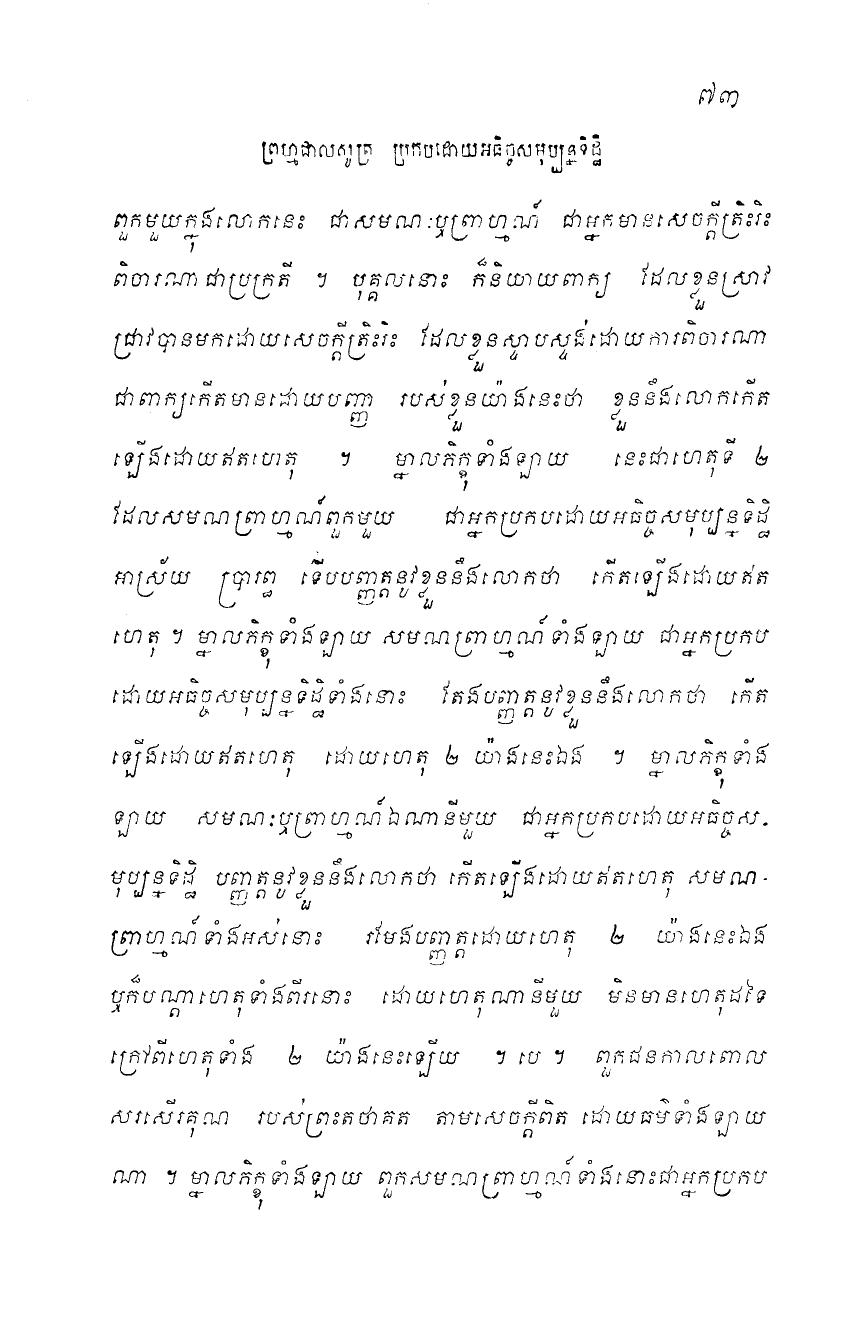 ៧៣
ព្រហ្មជាលសូត្រ ប្រកបដោយអធិច្ចសមុប្បន្នទិដ្ឋិ
ពួកមួយក្នុងលោកនេះ ជាសមណៈឬព្រាហ្មណ៍ ជាអ្នកមានសេចក្តីត្រិះរិះ
ពិចារណាជាប្រក្រតី ។ បុគ្គលនោះ ក៏និយាយពាក្យ ដែលខ្លួនស្រាវ
ជ្រាវបានមកដោយសេចក្តីត្រិះរិះ ដែលខ្លួនស្ទាបស្ទង់ដោយការពិចារណា
ជាពាក្យកើតមានដោយបញ្ញា របស់ខ្លួនយ៉ាងនេះថា ខ្លួននឹងលោកកើត
ឡើងដោយឥតហេតុ ។ ម្នាលភិក្ខុទាំងឡាយ នេះជាហេតុទី ២
ដែលសមណព្រាហ្មណ៍ពួកមួយ ជាអ្នកប្រកបដោយអធិច្ចសមុប្បន្នទិដ្ឋិ
អាស្រ័យ ប្រារព្ធ ទើបបញ្ញត្តនូវខ្លួននឹងលោកថា កើតឡើងដោយឥត
ហេតុ ។ ម្នាលភិក្ខុទាំងឡាយ សមណព្រាហ្មណ៍ទាំងឡាយ ជាអ្នកប្រកប
ដោយអធិច្ចសមុប្បន្នទិដ្ឋិទាំងនោះ តែងបញ្ញត្តនូវខ្លួននឹងលោកថា កើត
ឡើងដោយឥតហេតុ ដោយហេតុ ២ យ៉ាងនេះឯង ។ ម្នាលភិក្ខុទាំង
ឡាយ សមណៈឬព្រាហ្មណ៍ឯណានីមួយ ជាអ្នកប្រកបដោយអធិច្ចស-
មុប្បន្នទិដ្ឋិ បញ្ញត្តនូវខ្លួននឹងលោកថា កើតឡើងដោយឥតហេតុ សមណ-
ព្រាហ្មណ៍ទាំងអស់នោះ រមែងបញ្ញត្តដោយហេតុ ២ យ៉ាងនេះឯង
ឬក៏បណ្តាហេតុទាំងពីរនោះ ដោយហេតុណានីមួយ មិនមានហេតុដទៃ
ក្រៅពីហេតុទាំង ២ យ៉ាងនេះឡើយ ។ បេ ។ ពួកជនកាលពោល
សរសើរគុណ របស់ព្រះតថាគត តាមសេចក្តីពិត ដោយធម៌ទាំងឡាយ
ណា ។ ម្នាលភិក្ខុទាំងឡាយ ពួកសមណព្រាហ្មណ៍ទាំងនោះជាអ្នកប្រកប